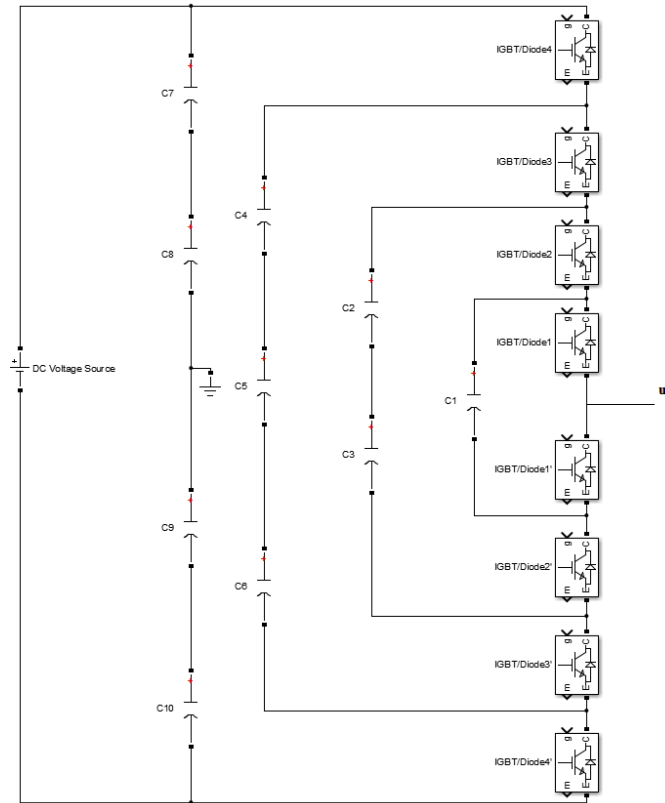 IGBT/Diode4
g
C
m
E
C7
IGBT/Diode3
g
C
m
E
C4
C8
IGBT/Diode2
g
C
m
E
C2
IGBT/Diode1
g
C
m
E
+
DC Voltage Source
C5
C1
u
C3
IGBT/Diode1'
g
C
m
E
C9
IGBT/Diode2'
g
C
m
E
C6
IGBT/Diode3'
g
C
m
E
C10
IGBT/Diode4'
g
C
m
E